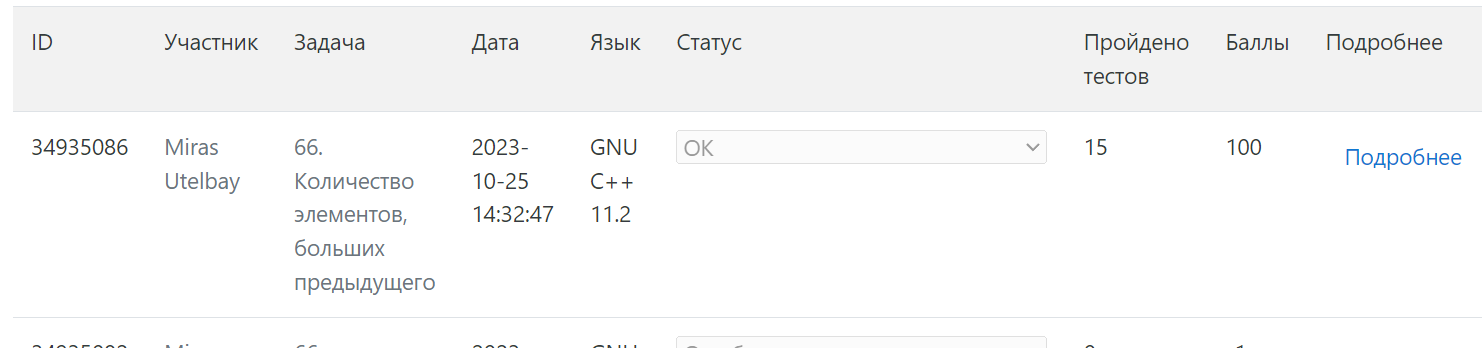 ID Участник Задача Дата Язык Статус Пройдено тестов Баллы Подробнее
34935086 Miras 66. 2023- GNU OK 15 100 Подробнее
Utelbay Количество 10-25 C++
элементов, 14:32:47 11.2
больших
предыдущего